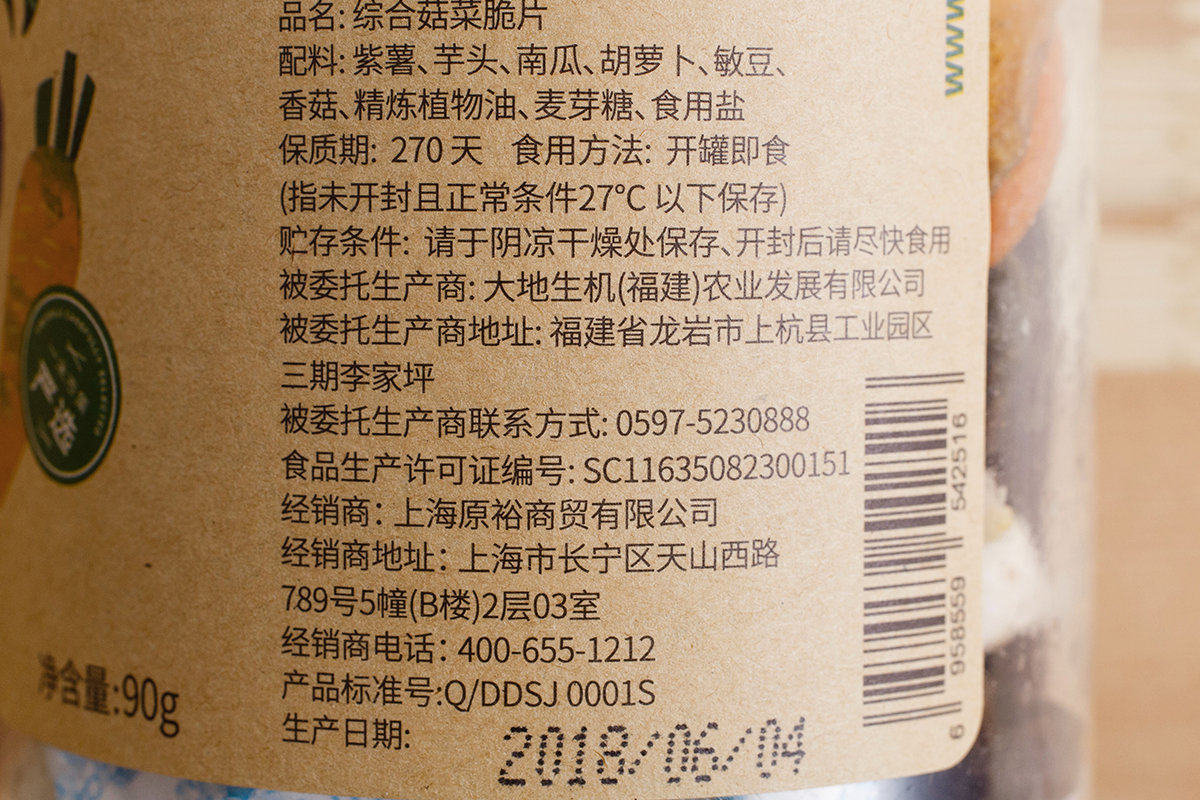 品名: 综合菇菜脆片
配料: 紫薯、芋头、南瓜、胡萝卜、敏豆、
香菇、精炼植物油、麦芽糖、食用盐
保质期: 270 天 食用方法: 开罐即食
(指未开封且正常条件27℃ 以下保存)
贮存条件: 请于阴凉干燥处保存、开封后请尽快食用
被委托生产商: 大地生机(福建)农业发展有限公司
被委托生产商地址: 福建省龙岩市上杭县工业园区
三期李家坪
被委托生产商联系方式: 0597-5230888
食品生产许可证编号: SC11635082300151
经销商: 上海原裕商贸有限公司
经销商地址: 上海市长宁区天山西路
789号5幢(B楼)2层03室
经销商电话: 400-655-1212
产品标准号:Q/DDSJ 0001S
生产日期: 2018/06/04
净含量:90g
严选
www
6 958559 542516